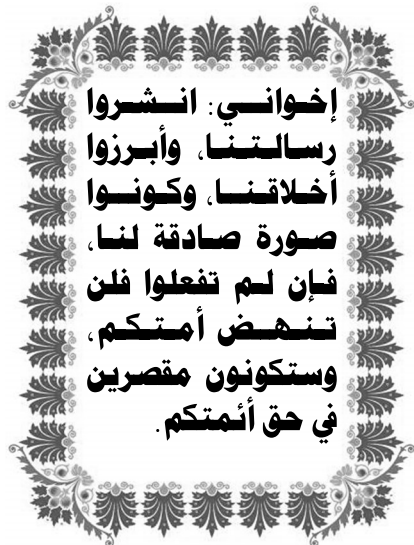 إخواني: انشروا
رسالتنا، وأبرزوا
أخلاقنا، وكونوا
صورة صادقة لنا،
فإن لم تفعلوا فلن
تنهض أمتكم،
وستكونون مقصرين
في حق أئمتكم.